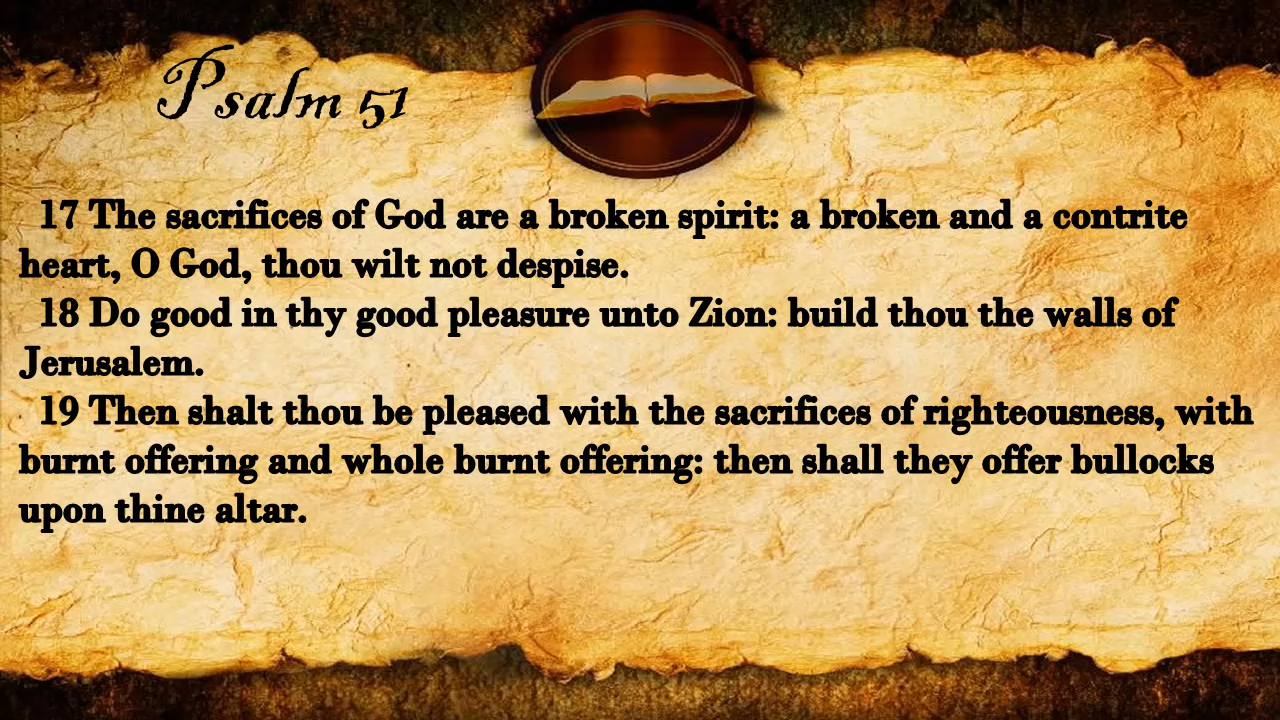 Psalm 51
17 The sacrifices of God are a broken spirit: a broken and a contrite
heart, O God, thou wilt not despise.
18 Do good in thy good pleasure unto Zion: build thou the walls of
Jerusalem.
19 Then shalt thou be pleased with the sacrifices of righteousness, with
burnt offering and whole burnt offering: then shall they offer bullocks
upon thine altar.